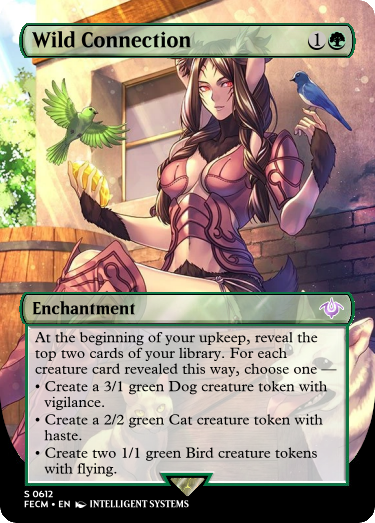 Wild Connection 1
Enchantment
At the beginning of your upkeep, reveal the
top two cards of your library. For each
creature card revealed this way, choose one —
• Create a 3/1 green Dog creature token with
vigilance.
• Create a 2/2 green Cat creature token with
haste.
• Create two 1/1 green Bird creature tokens
with flying.
S 0612
FECM • EN INTELLIGENT SYSTEMS